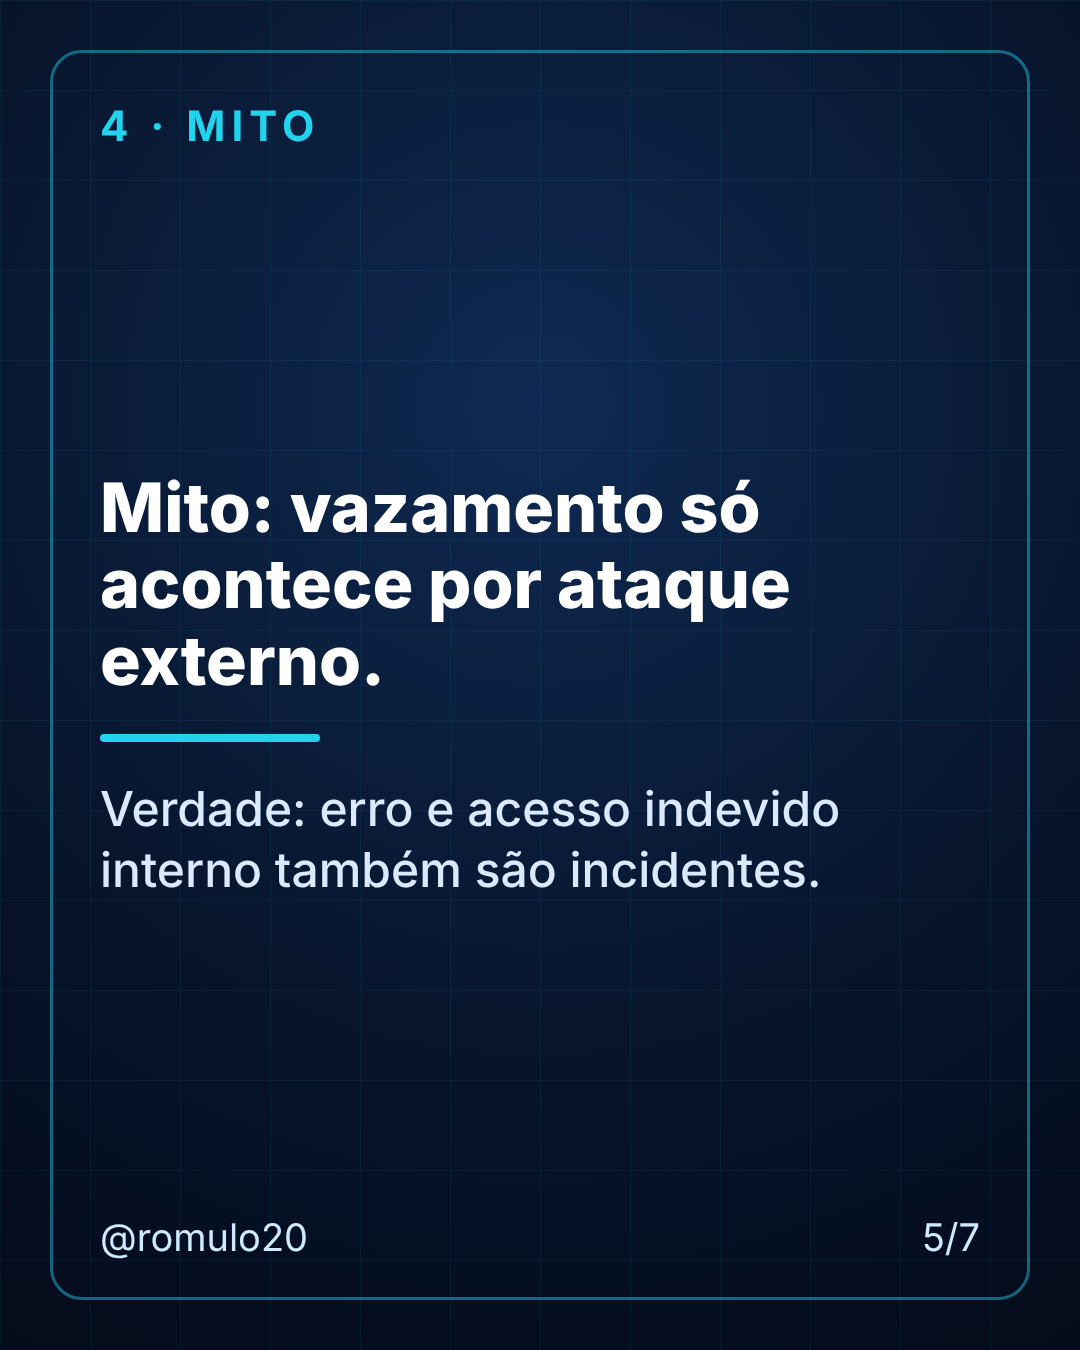 4 · MITO
Mito: vazamento só
acontece por ataque
externo.
Verdade: erro e acesso indevido
interno também são incidentes.
@romulo20
5/7